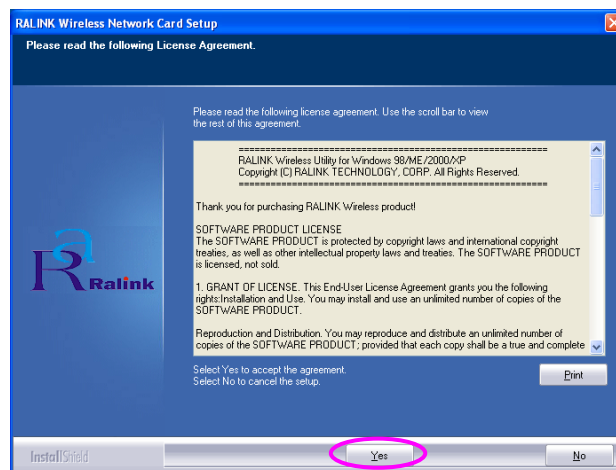 RALINK Wireless Network Card Setup
Please read the following License Agreement.
Please read the following license agreement. Use the scroll bar to view
the rest of this agreement.
============================================================
RALINK Wireless Utility for Windows 98/ME/2000/XP
Copyright (C) RALINK TECHNOLOGY, CORP. All Rights Reserved.
============================================================
Thank you for purchasing RALINK Wireless product!
SOFTWARE PRODUCT LICENSE
The SOFTWARE PRODUCT is protected by copyright laws and international copyright
treaties, as well as other intellectual property laws and treaties. The SOFTWARE PRODUCT
is licensed, not sold.
1. GRANT OF LICENSE. This End-User License Agreement grants you the following
rights:Installation and Use. You may install and use an unlimited number of copies of the
SOFTWARE PRODUCT.
Reproduction and Distribution. You may reproduce and distribute an unlimited number of
copies of the SOFTWARE PRODUCT; provided that each copy shall be a true and complete
Ralink
Select Yes to accept the agreement.
Select No to cancel the setup.
Print
InstallShield
Yes
No